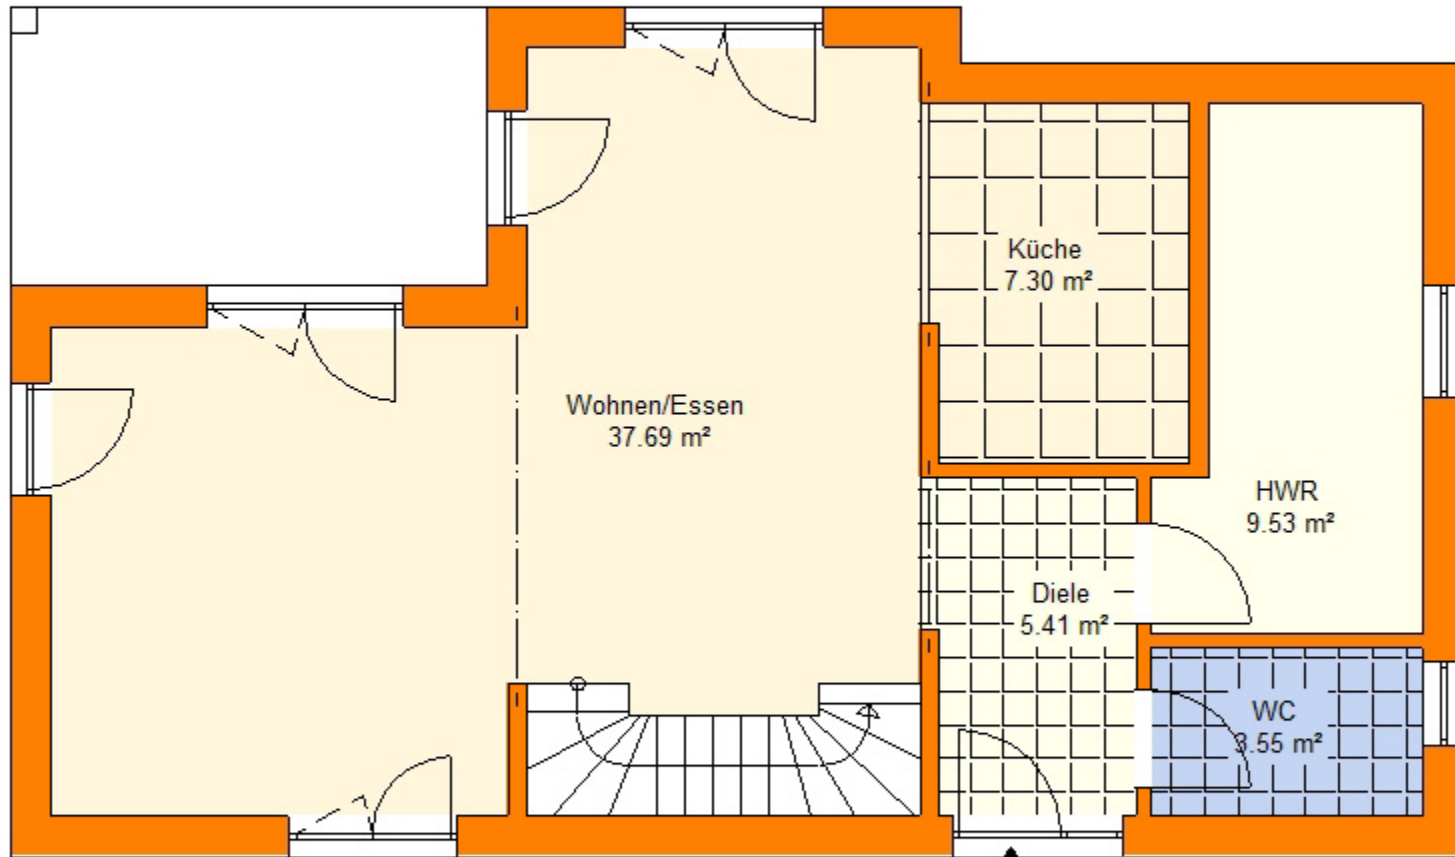 Küche
7.30 m²
Wohnen/Essen
37.69 m²
HWR
9.53 m²
Diele
5.41 m²
WC
3.55 m²